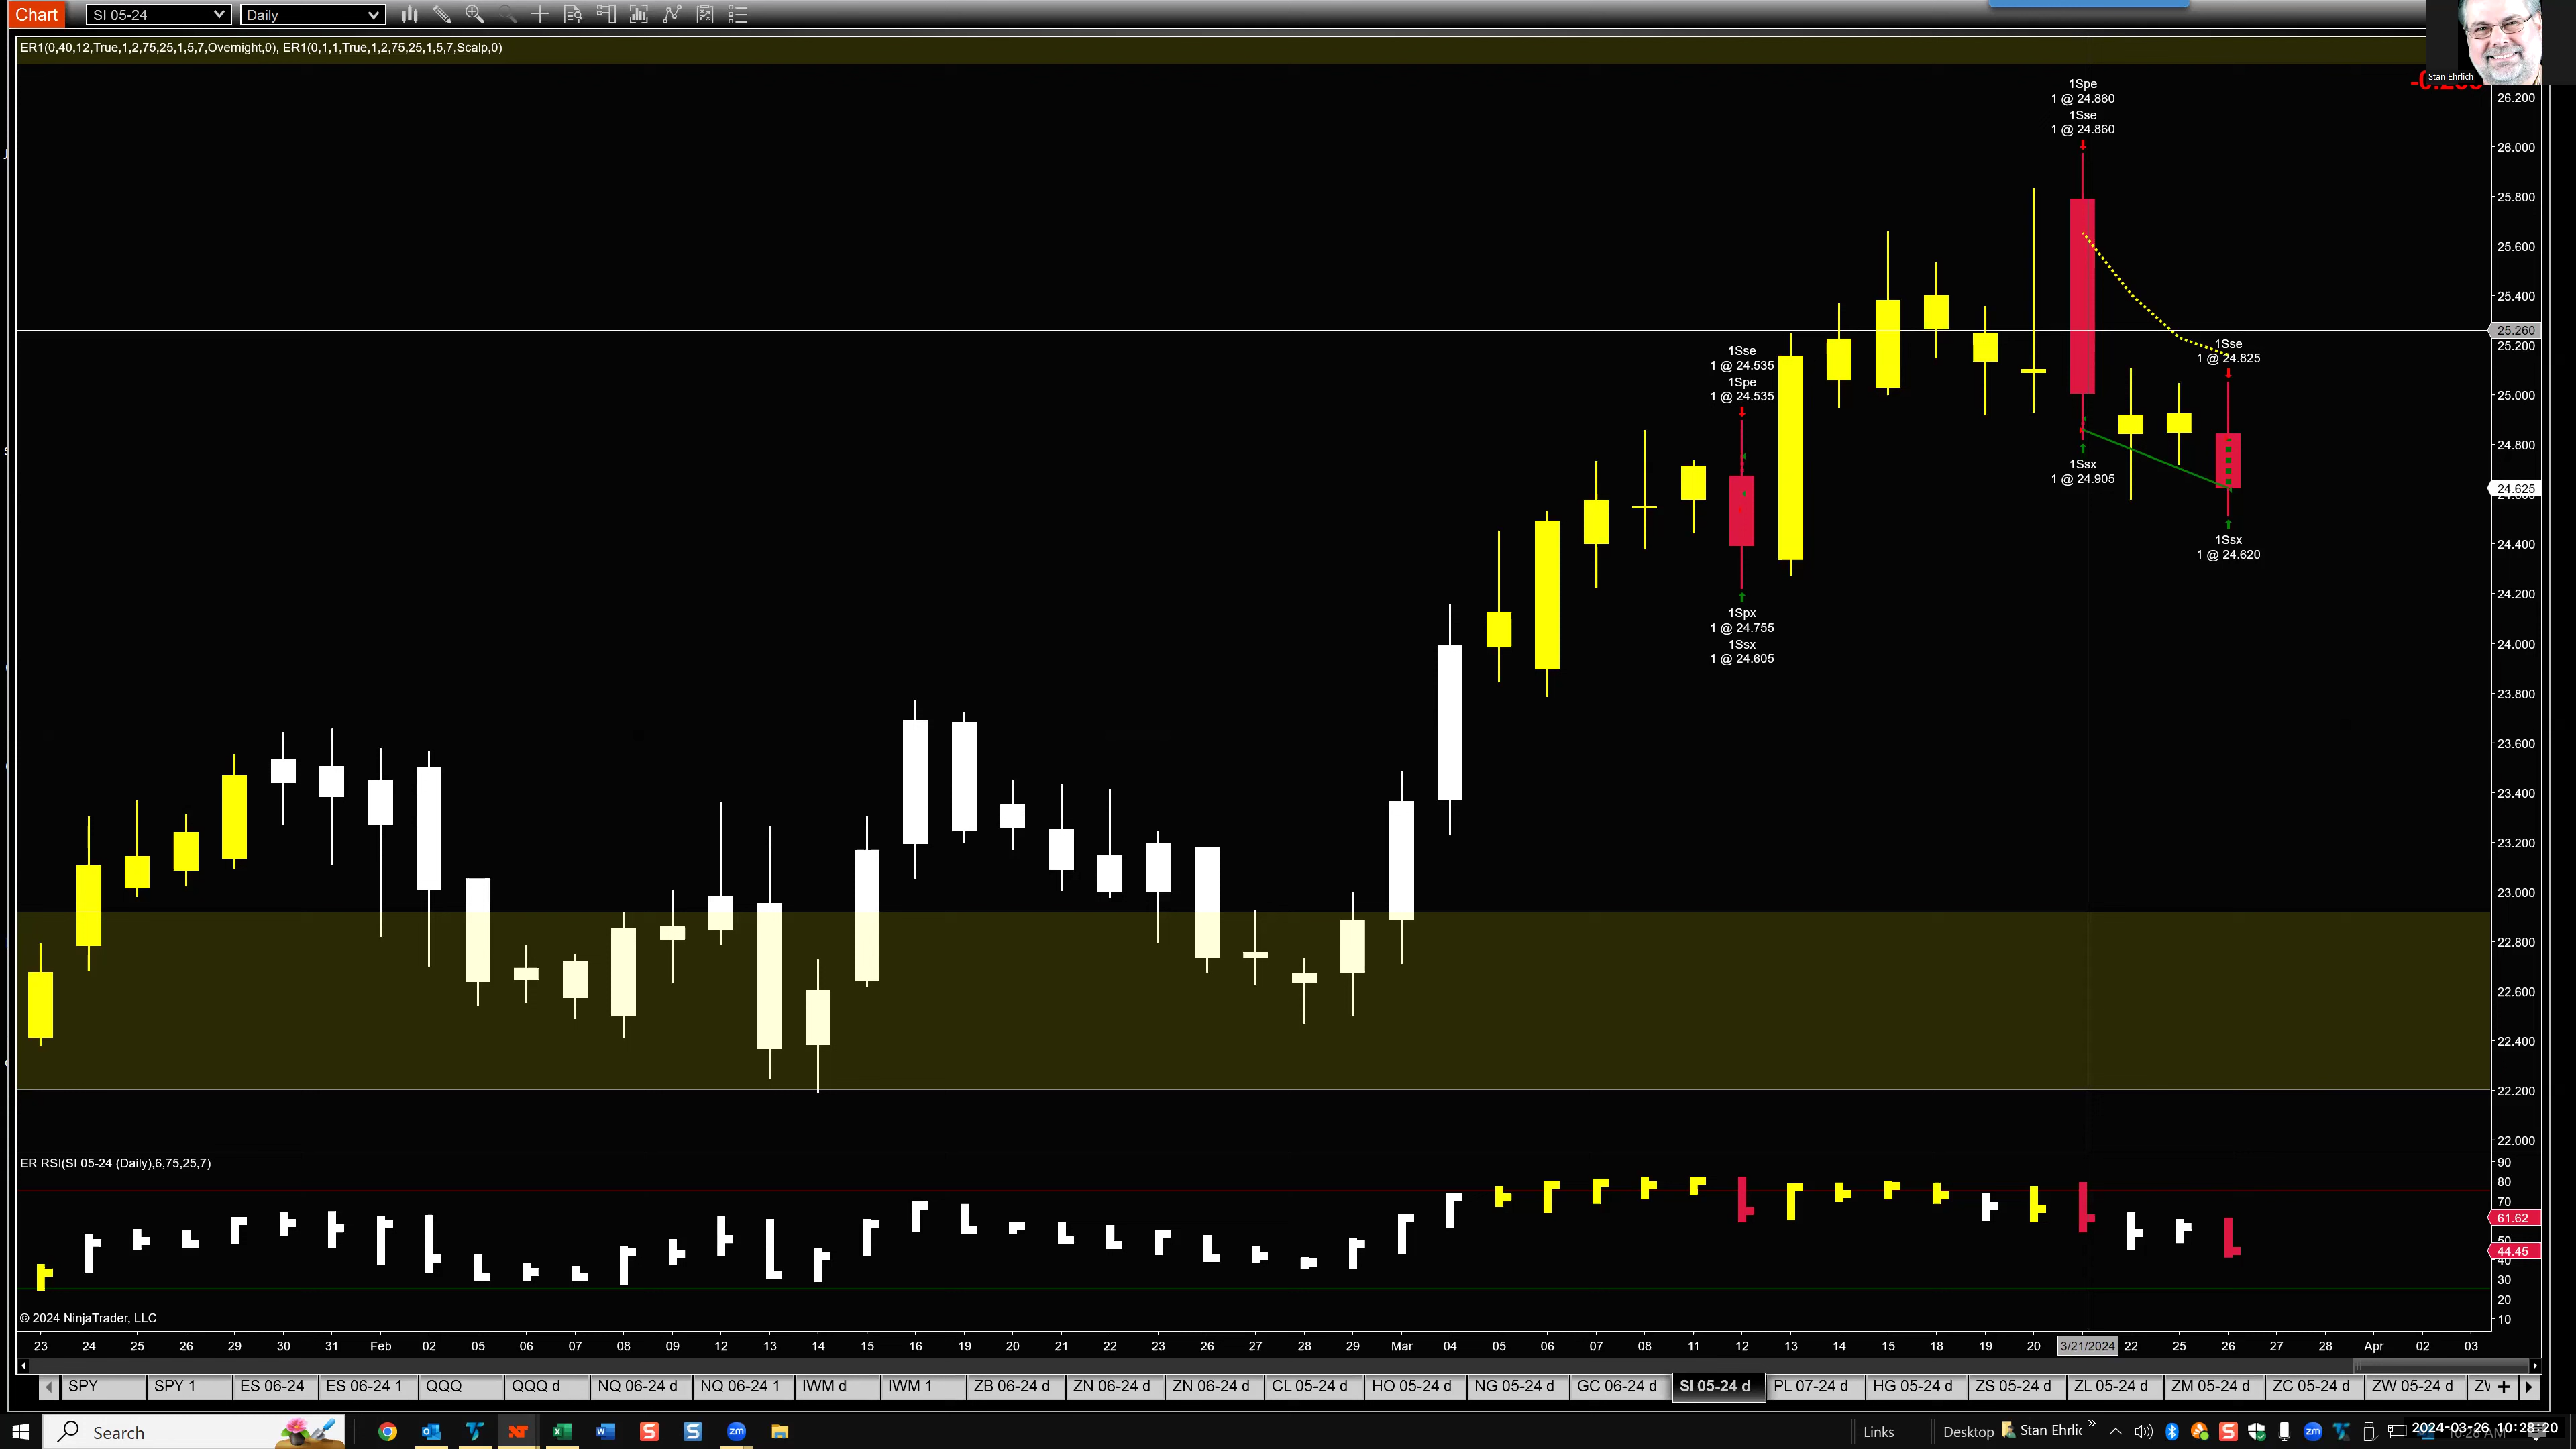 Chart SI 05-24 Daily
ER1(0,40,12,True,1,2,75,25,1,5,7,Overnight,0), ER1(0,1,1,True,1,2,75,25,1,5,7,Scalp,0)
Stan Ehrlich
1Spe
1 @ 24.860
1Sse
1 @ 24.860
1Sse
1 @ 24.535
1Spe
1 @ 24.535
1Sse
1 @ 24.825
1Ssx
1 @ 24.905
1Ssx
1 @ 24.620
1Spx
1 @ 24.755
1Ssx
1 @ 24.605
26.200
26.000
25.800
25.600
25.400
25.260
25.200
25.000
24.800
24.625
24.400
24.200
24.000
23.800
23.600
23.400
23.200
23.000
22.800
22.600
22.400
22.200
22.000
ER RSI(SI 05-24 (Daily),6,75,25,7)
90
80
70
61.62
50
44.45
40
30
20
10
© 2024 NinjaTrader, LLC
23 24 25 26 29 30 31 Feb 02 05 06 07 08 09 12 13 14 15 16 19 20 21 22 23 26 27 28 29 Mar 04 05 06 07 08 11 12 13 14 15 18 19 20 3/21/2024 22 25 26 27 28 Apr 02 03
SPY SPY 1 ES 06-24 ES 06-24 1 QQQ QQQ d NQ 06-24 d NQ 06-24 1 IWM d IWM 1 ZB 06-24 d ZN 06-24 d ZN 06-24 d CL 05-24 d HO 05-24 d NG 05-24 d GC 06-24 d SI 05-24 d PL 07-24 d HG 05-24 d ZS 05-24 d ZL 05-24 d ZM 05-24 d ZC 05-24 d ZW 05-24 d
Search Links Desktop Stan Ehrlic 2024-03-26 10:28:20